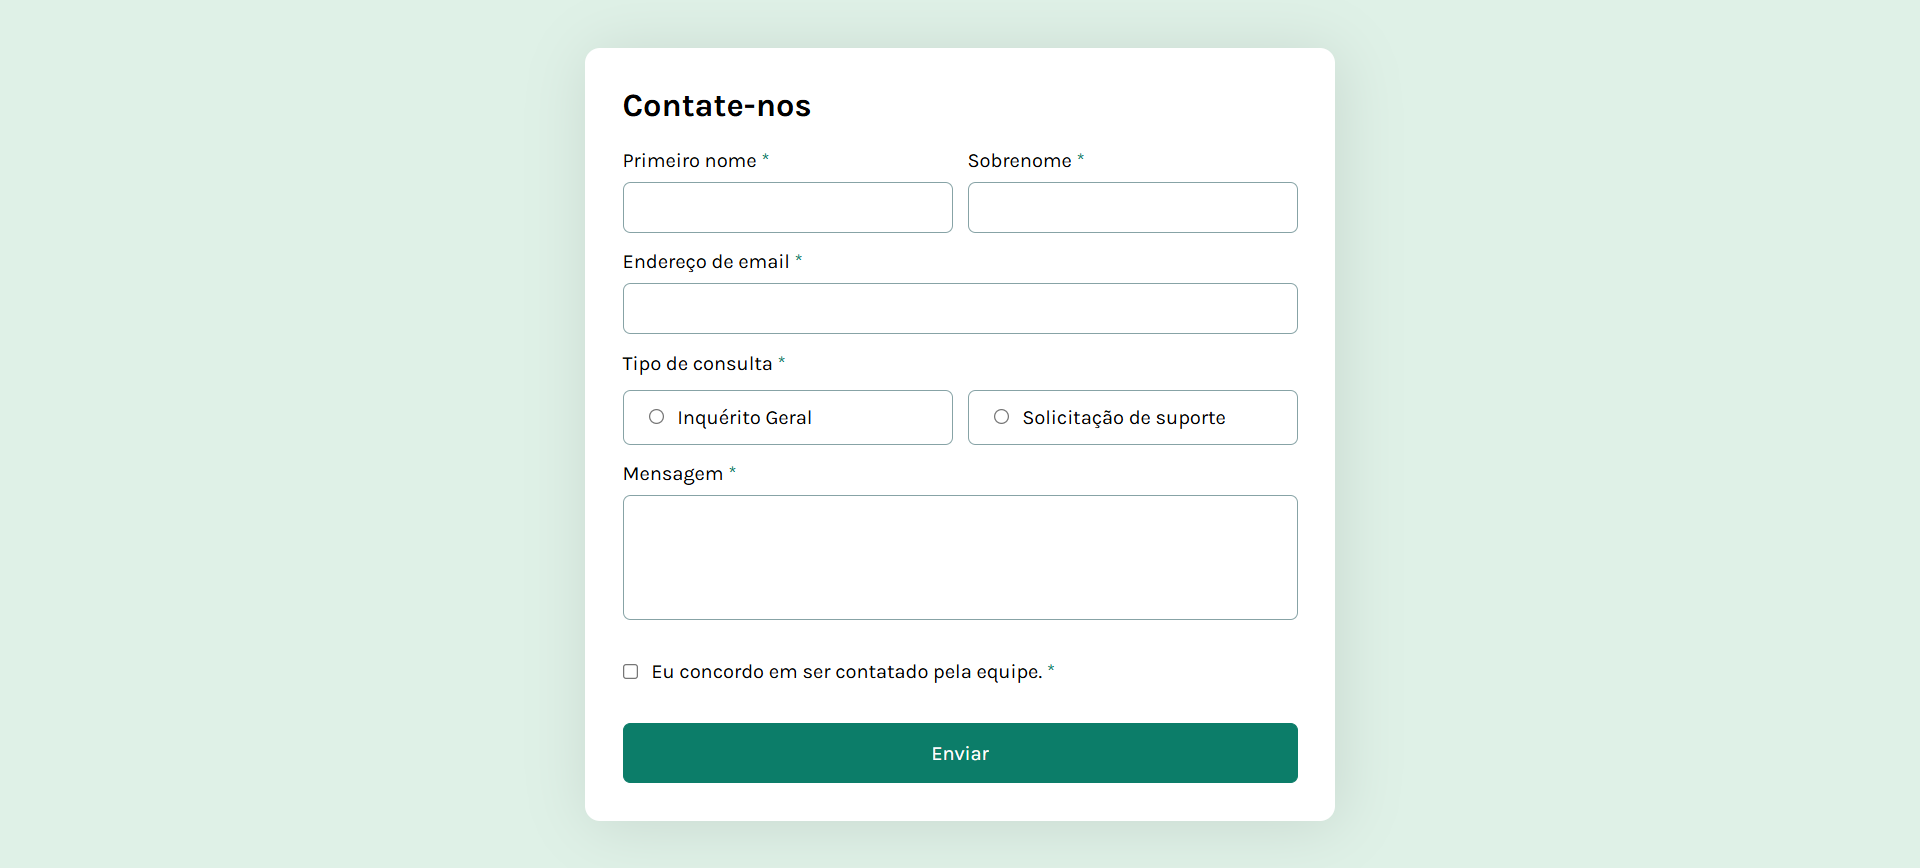 Contate-nos
Primeiro nome *
Sobrenome *
Endereço de email *
Tipo de consulta *
Inquérito Geral
Solicitação de suporte
Mensagem *
Eu concordo em ser contatado pela equipe. *
Enviar